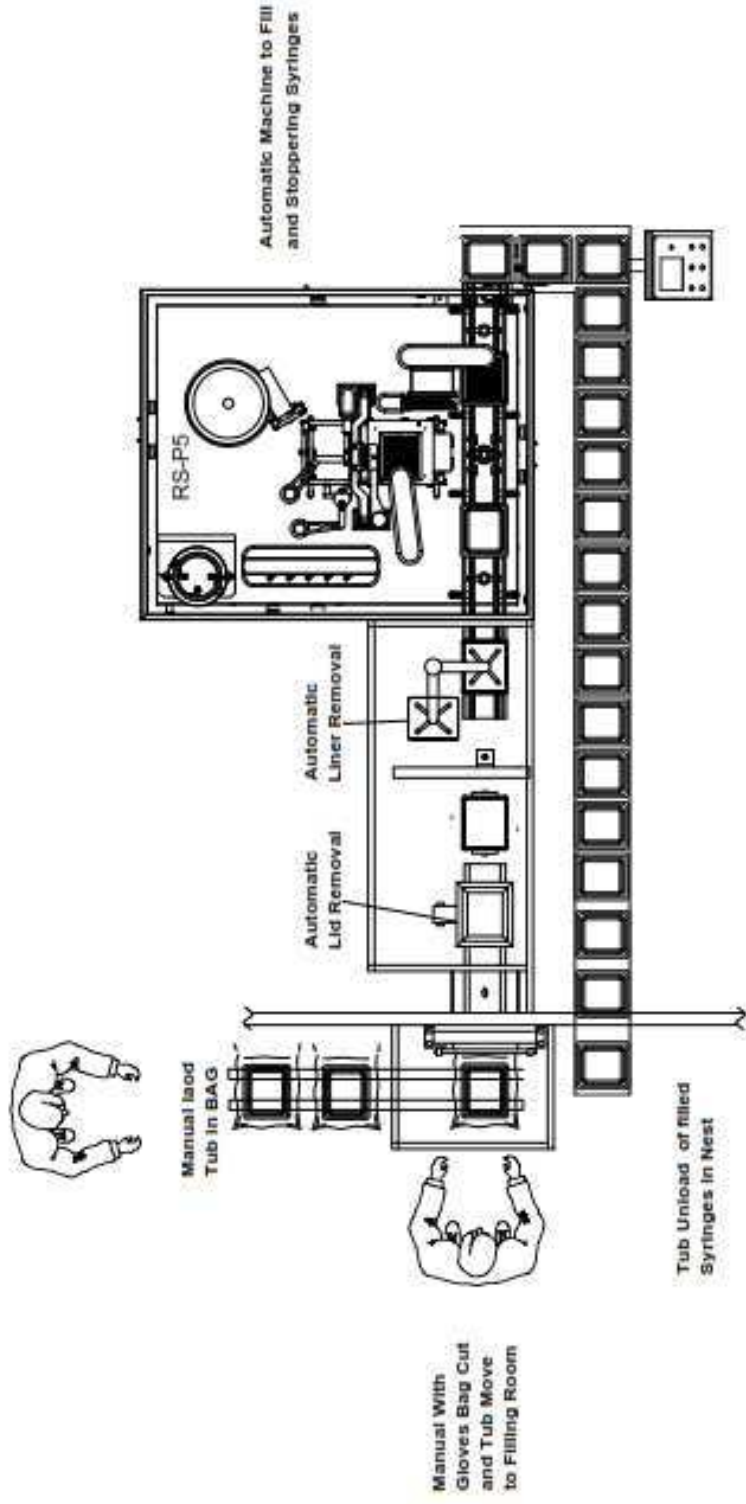 Automatic Machine to Fill
and Stoppering Syringes
RS-P5
Automatic
Liner Removal
Automatic
Lid Removal
Manual laod
Tub in BAG
Manual With
Gloves Bag Cut
and Tub Move
to Filling Room
Tub Unload of filled
Syringes in Nest